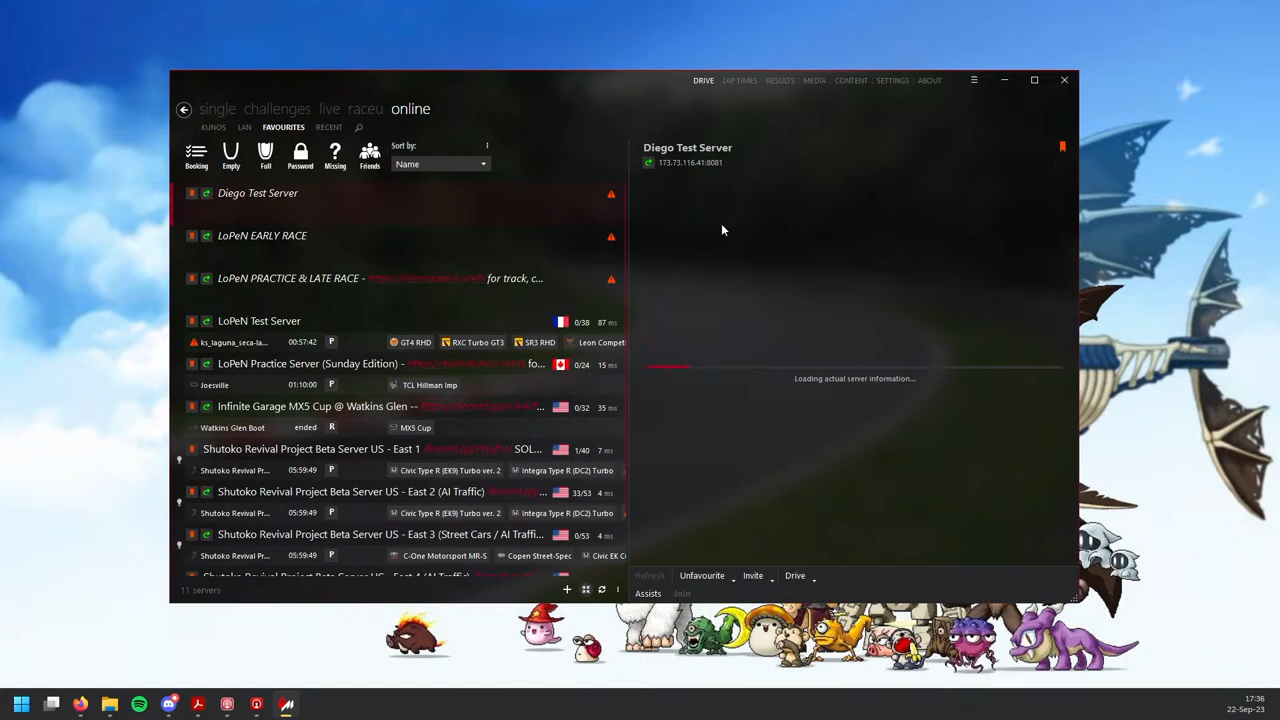 DRIVE LAP TIMES RESULTS MEDIA CONTENT SETTINGS ABOUT
single challenges live raceu online
KUNOS LAN FAVOURITES RECENT
Booking Empty Full Password Missing Friends
Sort by:
Name
Diego Test Server
LoPeN EARLY RACE
LoPeN PRACTICE & LATE RACE - for track, c...
LoPeN Test Server 0/38 87 ms
ks_laguna_seca-la... 00:57:42 P GT4 RHD RXC Turbo GT3 SR3 RHD Leon Competi
LoPeN Practice Server (Sunday Edition) - fo... 0/24 15 ms
Joesville 01:10:00 P TCL Hillman Imp
Infinite Garage MX5 Cup @ Watkins Glen -- ... 0/32 35 ms
Watkins Glen Boot ended R MX5 Cup
Shutoko Revival Project Beta Server US - East 1 SOL... 1/40 7 ms
Shutoko Revival Pr... 05:59:49 P Civic Type R (EK9) Turbo ver. 2 Integra Type R (DC2) Turbo
Shutoko Revival Project Beta Server US - East 2 (AI Traffic) ... 33/53 4 ms
Shutoko Revival Pr... 05:59:49 P Civic Type R (EK9) Turbo ver. 2 Integra Type R (DC2) Turbo
Shutoko Revival Project Beta Server US - East 3 (Street Cars / AI Traffi... 0/53 4 ms
Shutoko Revival Pr... 05:59:49 P C-One Motorsport MR-S Copen Street-Spec Civic EK C
11 servers
Diego Test Server
173.73.116.41:8081
Loading actual server information...
Refresh Unfavourite Invite Drive
Assists Join
17:36
22-Sep-23